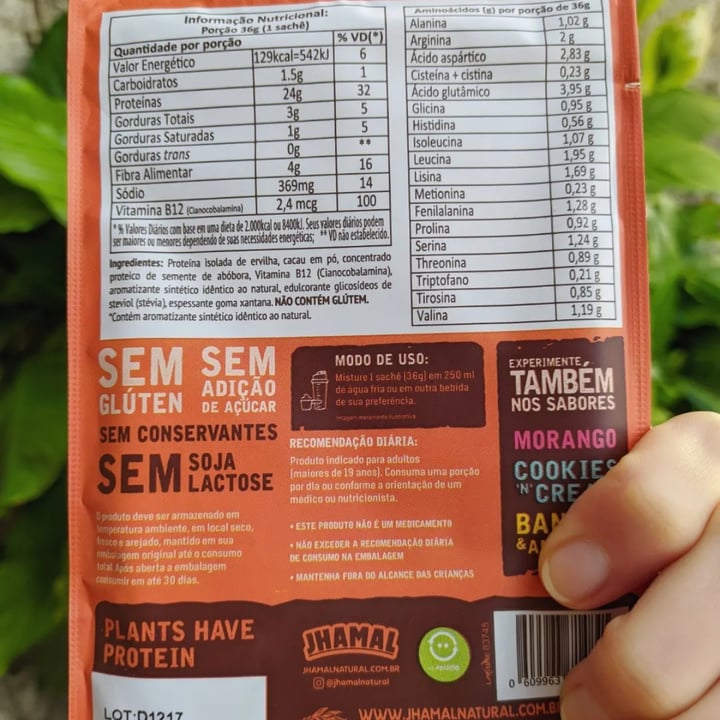 Informação Nutricional:
Porção 36g (1 sachê)
Quantidade por porção % VD(*)
Valor Energético 129kcal=542kJ 6
Carboidratos 1.5g 1
Proteínas 24g 32
Gorduras Totais 3g 5
Gorduras Saturadas 1g 5
Gorduras trans 0g **
Fibra Alimentar 4g 16
Sódio 369mg 14
Vitamina B12 (Cianocobalamina) 2,4 mcg 100
*% Valores Diários com base em uma dieta de 2.000kcal ou 8400kJ. Seus valores diários podem
ser maiores ou menores dependendo de suas necessidades energéticas; **VD não estabelecido.
Ingredientes: Proteína isolada de ervilha, cacau em pó, concentrado
proteico de semente de abóbora, Vitamina B12 (Cianocobalamina),
aromatizante sintético idêntico ao natural, edulcorante glicosídeos de
steviol (stévia), espessante goma xantana. NÃO CONTÉM GLÚTEM.
*Contém aromatizante sintético idêntico ao natural.
Aminoácidos (g) por porção de 36g
Alanina 1,02 g
Arginina 2 g
Ácido aspártico 2,83 g
Cisteína + cistina 0,23 g
Ácido glutâmico 3,95 g
Glicina 0,95 g
Histidina 0,56 g
Isoleucina 1,07 g
Leucina 1,95 g
Lisina 1,69 g
Metionina 0,23 g
Fenilalanina 1,28 g
Prolina 0,92 g
Serina 1,24 g
Threonina 0,89 g
Triptofano 0,21 g
Tirosina 0,85 g
Valina 1,19 g
SEM GLÚTEN
SEM ADIÇÃO DE AÇÚCAR
SEM CONSERVANTES
SEM SOJA LACTOSE
O produto deve ser armazenado em
temperatura ambiente, em local seco,
fresco e arejado, mantido em sua
embalagem original até o consumo
total. Após aberta a embalagem
consumir em até 30 dias.
MODO DE USO:
Misture 1 sachê (36g) em 250 ml
de água fria ou em outra bebida
de sua preferência.
Imagem meramente ilustrativa
RECOMENDAÇÃO DIÁRIA:
Produto indicado para adultos
(maiores de 19 anos). Consuma uma porção
por dia ou conforme a orientação de um
médico ou nutricionista.
• ESTE PRODUTO NÃO É UM MEDICAMENTO
• NÃO EXCEDER A RECOMENDAÇÃO DIÁRIA
DE CONSUMO NA EMBALAGEM
• MANTENHA FORA DO ALCANCE DAS CRIANÇAS
EXPERIMENTE
TAMBÉM
NOS SABORES
MORANGO
COOKIES
'N' CRE
BAN
&
PLANTS HAVE
PROTEIN
LOT:D1217
JHAMAL
JHAMALNATURAL.COM.BR
@jhamalnatural
eu reciclo
83745
0 609963
WWW.JHAMALNATURAL.COM.B